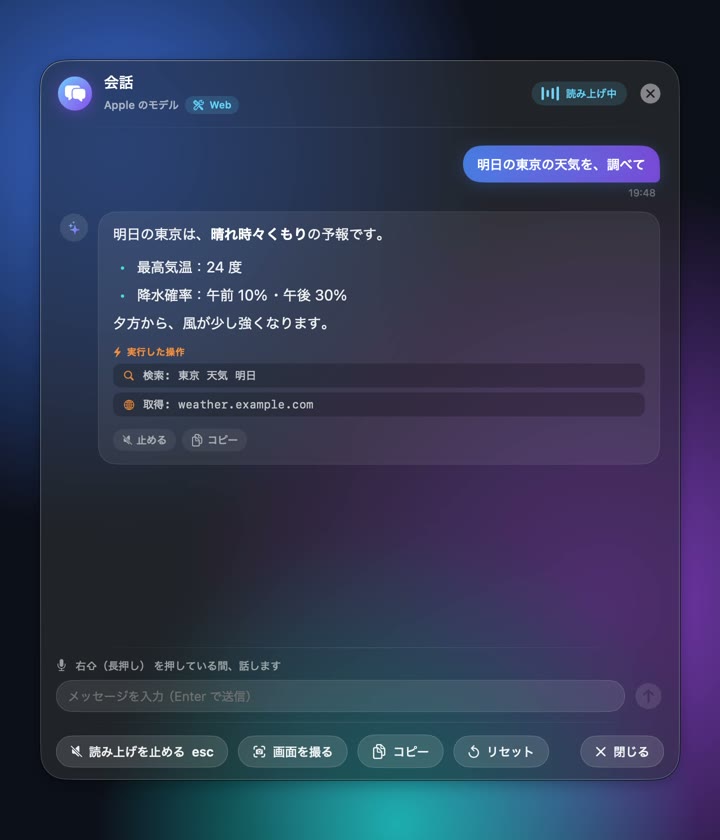 会話
Apple のモデル Web
読み上げ中
明日の東京の天気を、調べて
19:48
明日の東京は、晴れ時々くもりの予報です。
• 最高気温：24 度
• 降水確率：午前 10%・午後 30%
夕方から、風が少し強くなります。
実行した操作
検索: 東京 天気 明日
取得: weather.example.com
止める コピー
右⇧（長押し） を押している間、話します
メッセージを入力（Enter で送信）
読み上げを止める esc 画面を撮る コピー リセット 閉じる